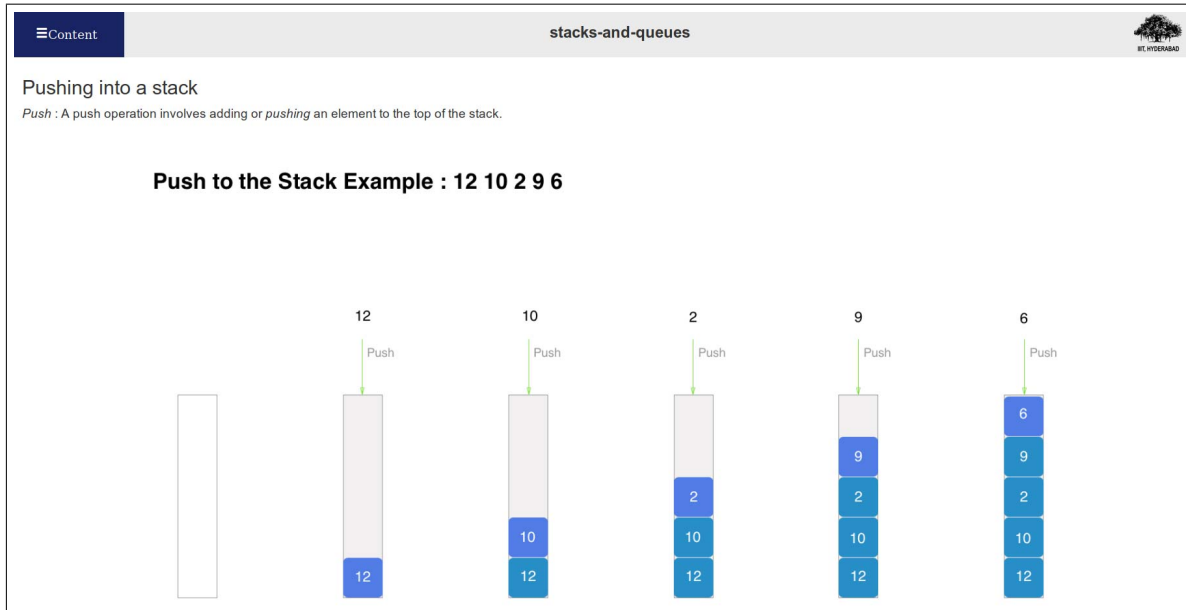 ≡Content
stacks-and-queues
IIIT, HYDERABAD
Pushing into a stack
Push : A push operation involves adding or pushing an element to the top of the stack.
Push to the Stack Example : 12 10 2 9 6
12 10 2 9 6
Push Push Push Push Push
6
9 9
2 2 2
10 10 10 10
12 12 12 12 12